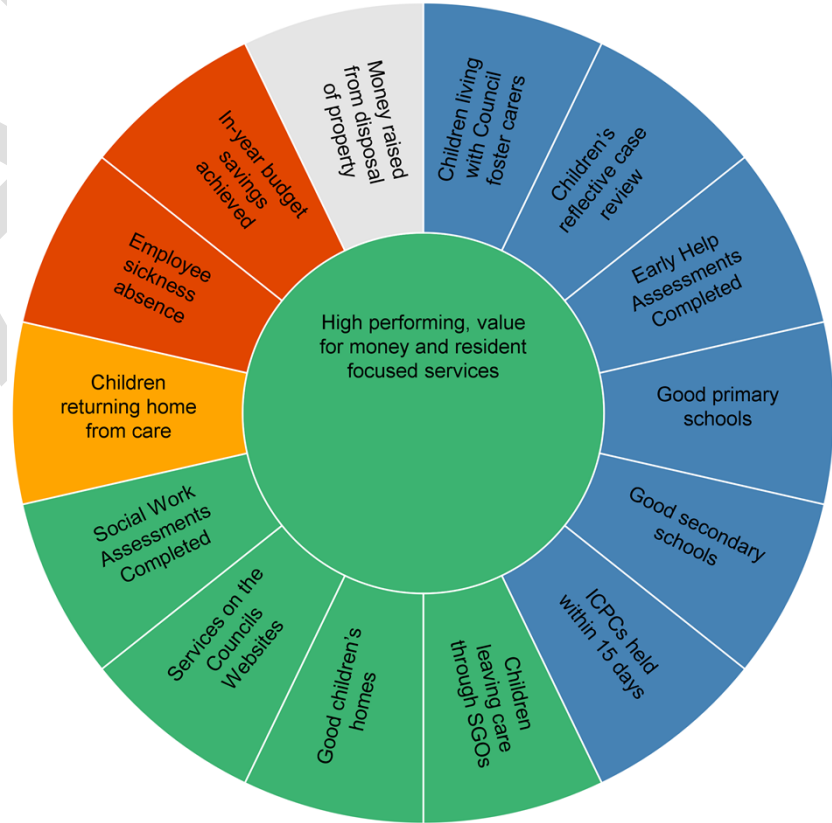 High performing, value
for money and resident
focused services
Children living
with Council
foster carers
Children's
reflective case
review
Early Help
Assessments
Completed
Good primary
schools
Good secondary
schools
ICPCs held
within 15 days
Children
leaving care
through SGOs
Good children's
homes
Services on the
Councils
Websites
Social Work
Assessments
Completed
Children
returning home
from care
Employee
sickness
absence
In-year budget
savings
achieved
Money raised
from disposal
of property